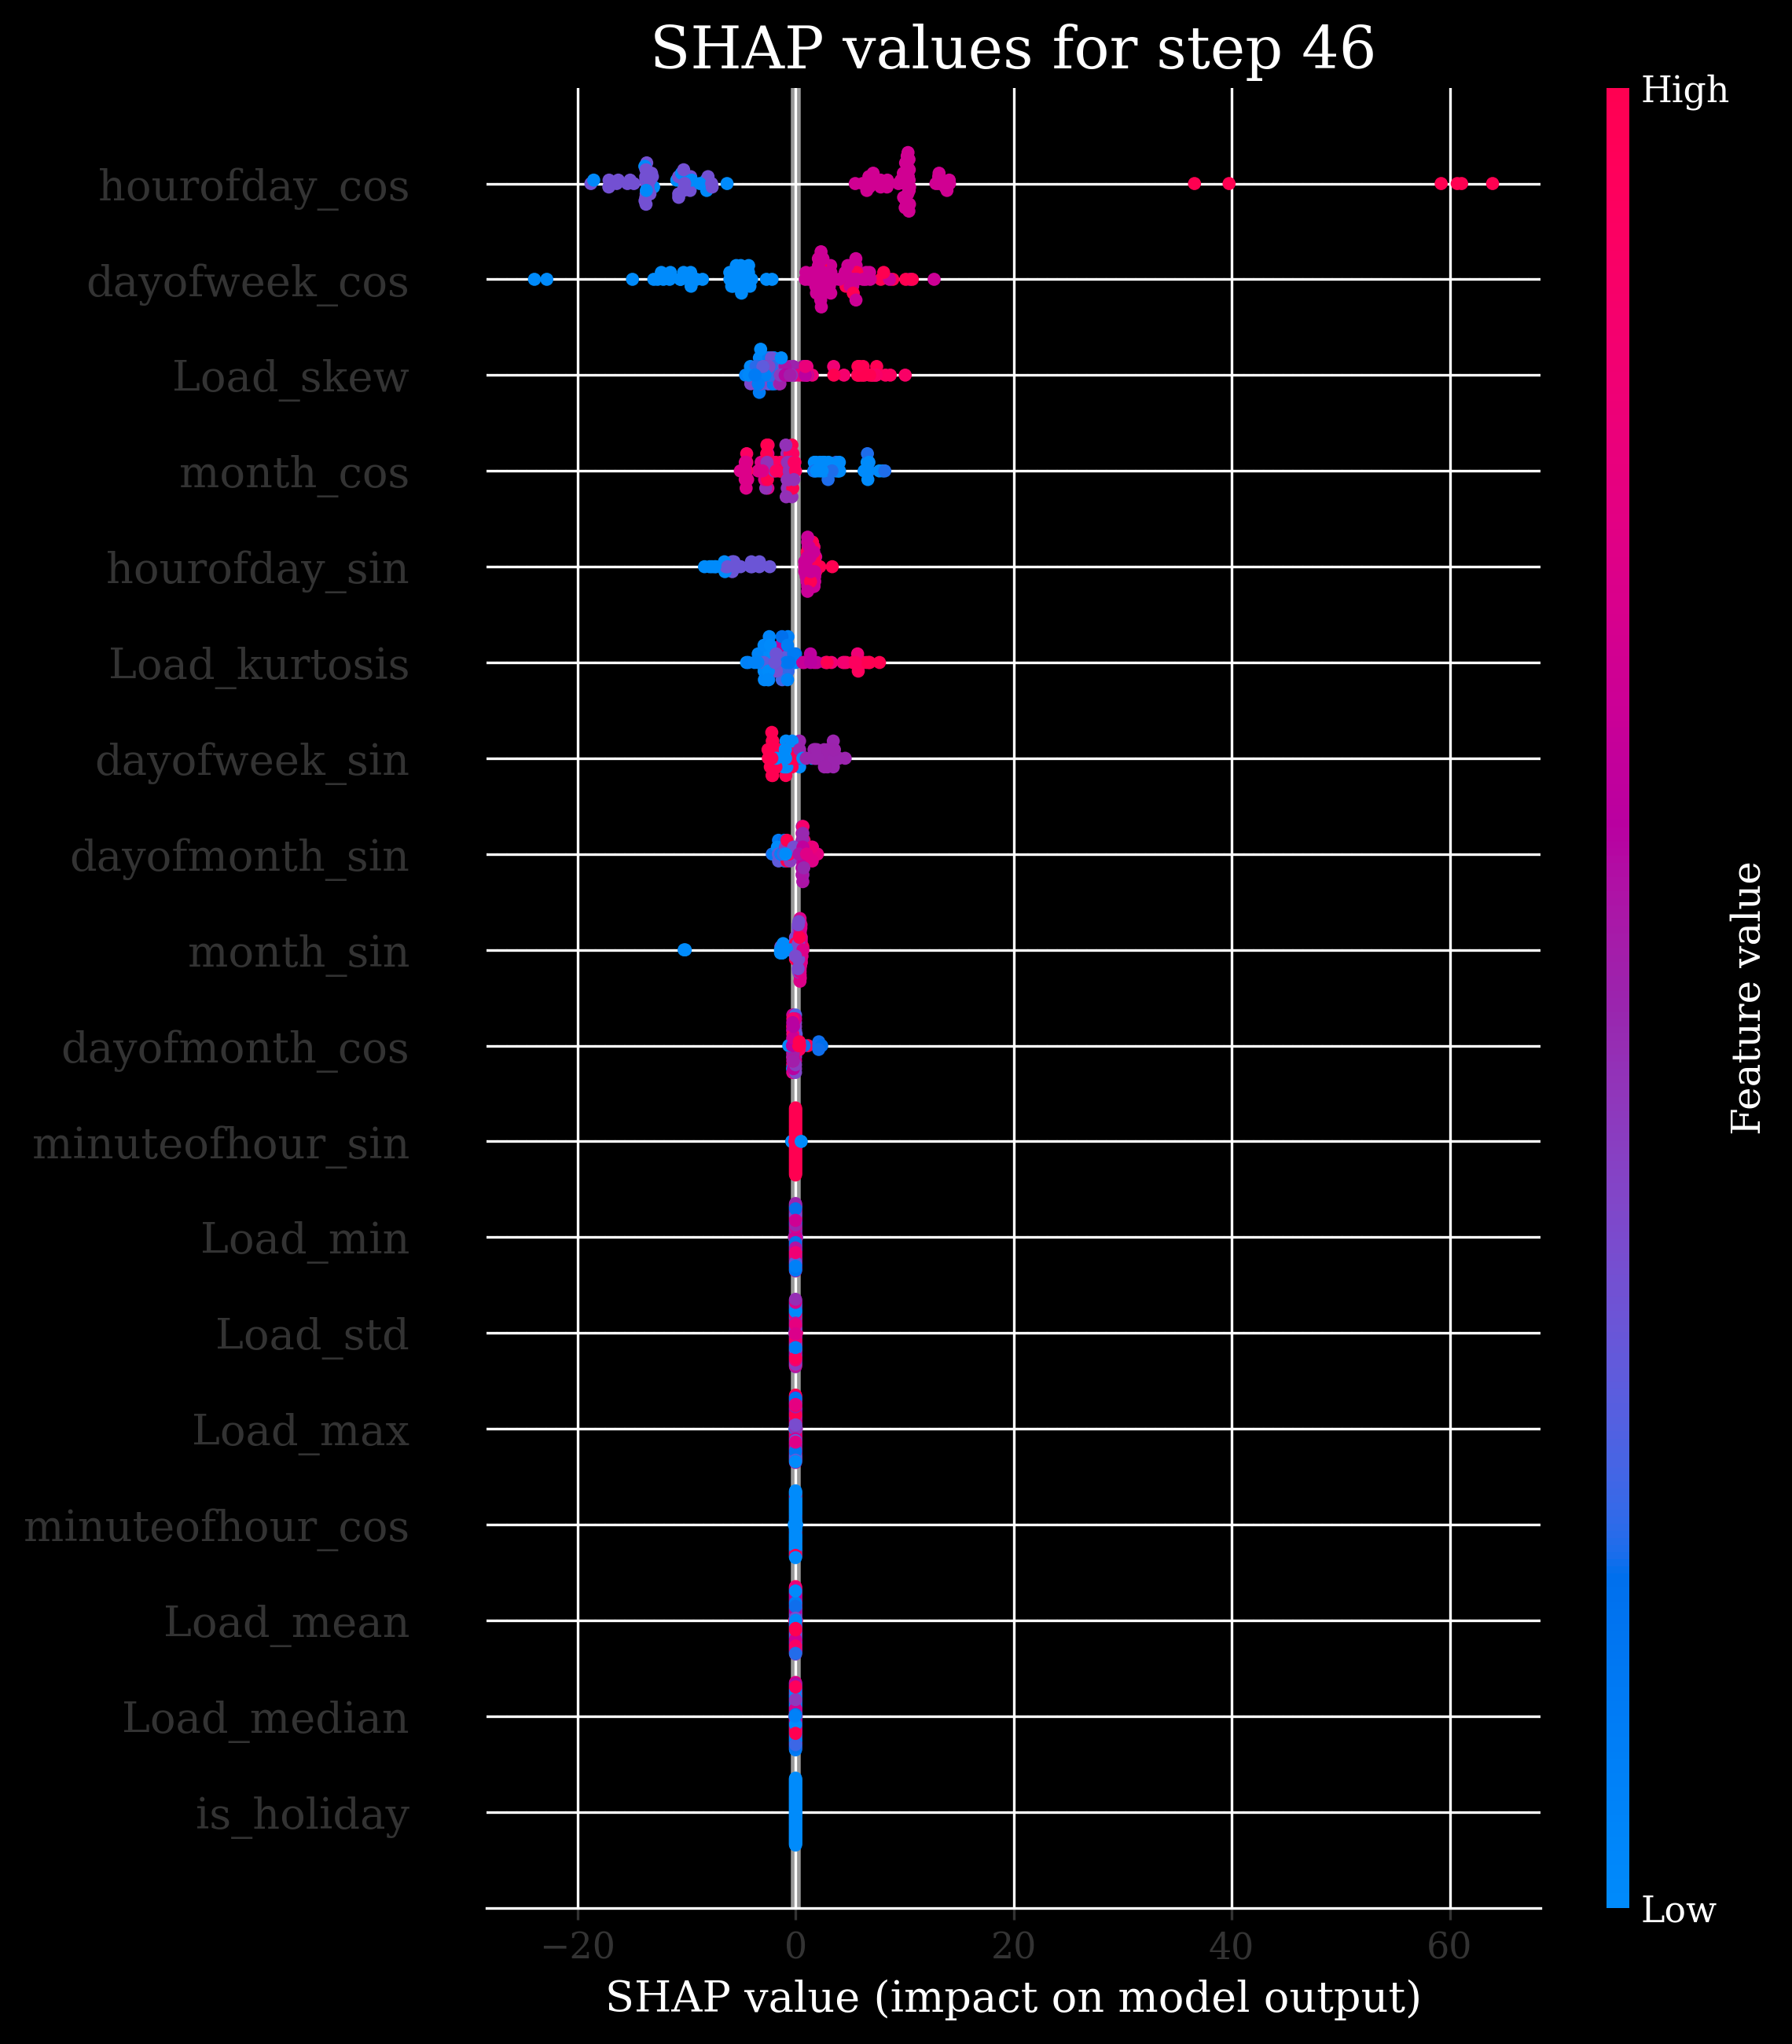 SHAP values for step 46
High
hourofday_cos
dayofweek_cos
Load_skew
month_cos
hourofday_sin
Load_kurtosis
dayofweek_sin
dayofmonth_sin
month_sin
dayofmonth_cos
minuteofhour_sin
Load_min
Load_std
Load_max
minuteofhour_cos
Load_mean
Load_median
is_holiday
Feature value
Low
−20 0 20 40 60
SHAP value (impact on model output)